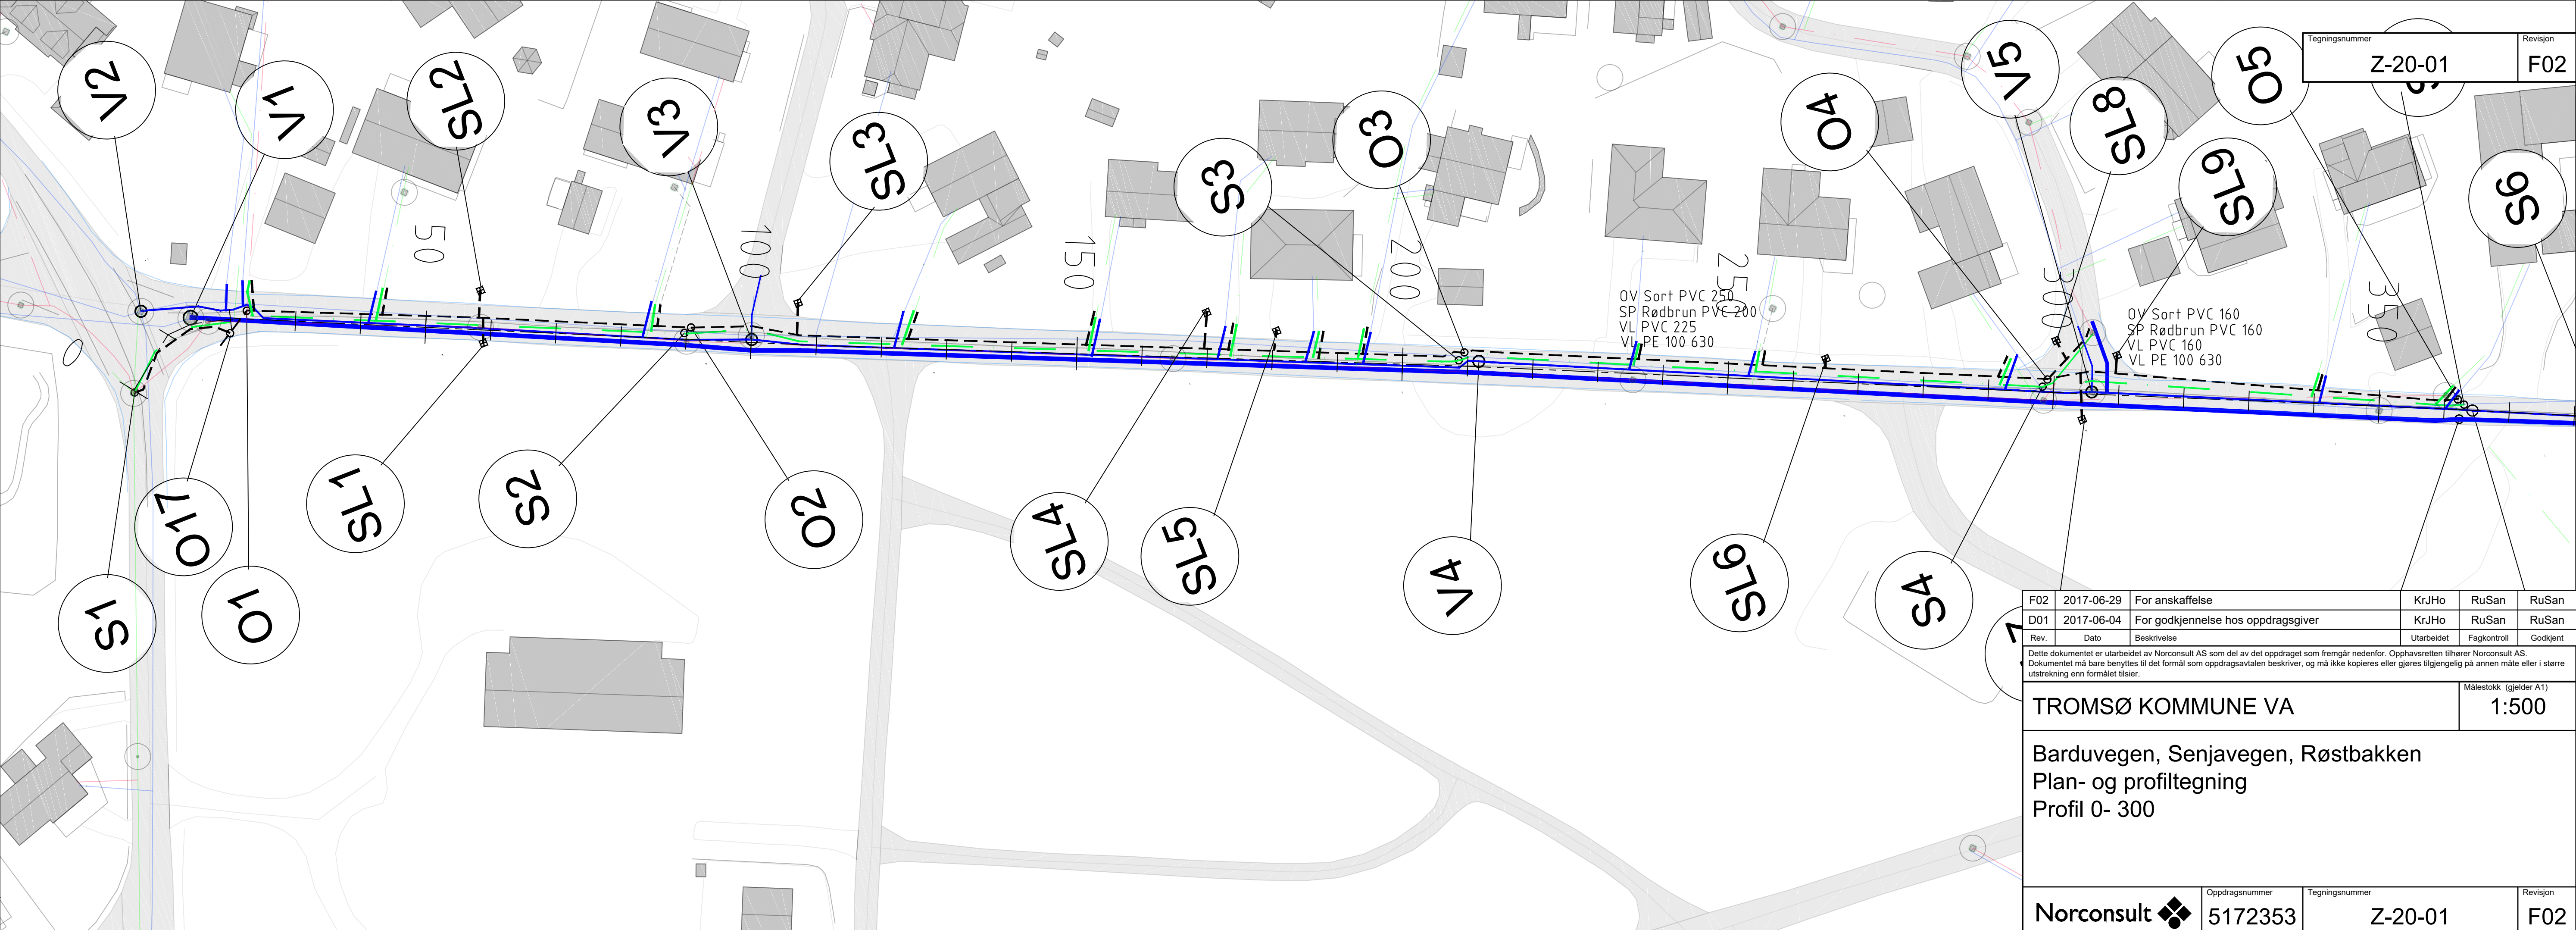 Tegningsnummer
Revisjon
Z-20-01
F02
V2
V1
SL2
V3
SL3
S3
O3
O4
V5
SL8
SL9
O5
S6
0
50
100
150
200
250
300
350
OV Sort PVC 250
SP Rødbrun PVC 200
VL PVC 225
VL PE 100 630
OV Sort PVC 160
SP Rødbrun PVC 160
VL PVC 160
VL PE 100 630
S1
O17
O1
SL1
S2
O2
SL4
SL5
V4
SL6
S4
F02 2017-06-29 For anskaffelse KrJHo RuSan RuSan
D01 2017-06-04 For godkjennelse hos oppdragsgiver KrJHo RuSan RuSan
Rev. Dato Beskrivelse Utarbeidet Fagkontroll Godkjent
Dette dokumentet er utarbeidet av Norconsult AS som del av det oppdraget som fremgår nedenfor. Opphavsretten tilhører Norconsult AS.
Dokumentet må bare benyttes til det formål som oppdragsavtalen beskriver, og må ikke kopieres eller gjøres tilgjengelig på annen måte eller i større
utstrekning enn formålet tilsier.
TROMSØ KOMMUNE VA
Målestokk (gjelder A1)
1:500
Barduvegen, Senjavegen, Røstbakken
Plan- og profiltegning
Profil 0- 300
Norconsult
Oppdragsnummer
5172353
Tegningsnummer
Z-20-01
Revisjon
F02